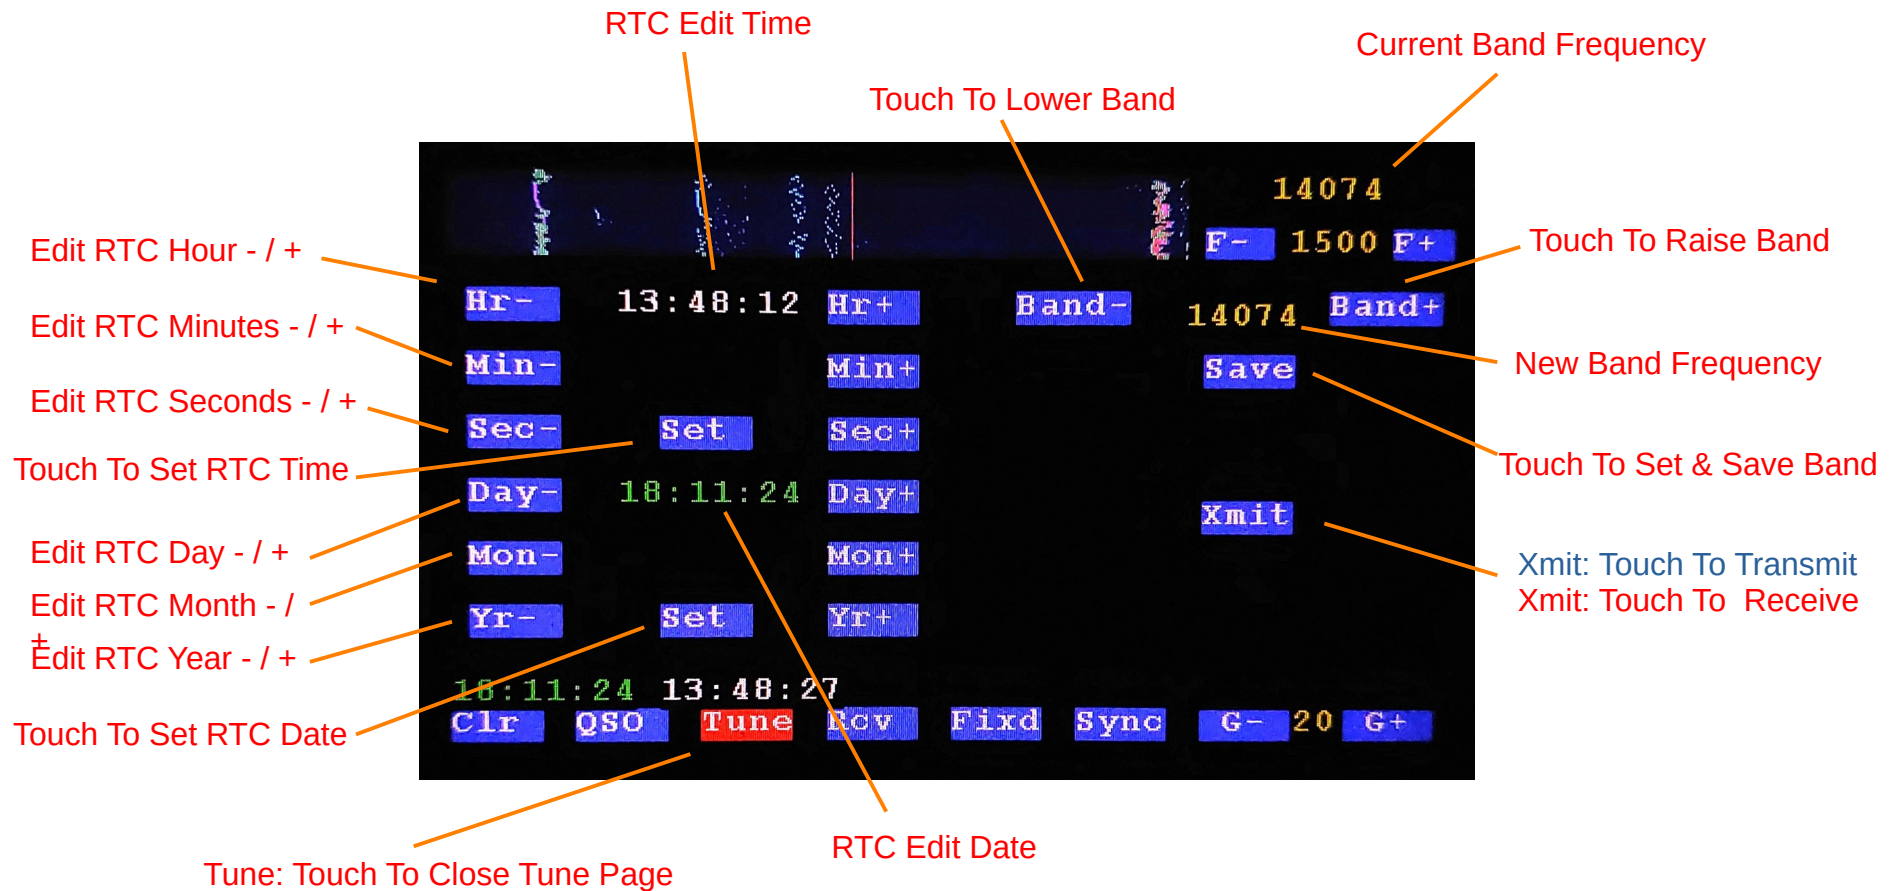 RTC Edit Time
Current Band Frequency
Touch To Lower Band
14074
F- 1500 F+
Touch To Raise Band
Edit RTC Hour - / +
Hr- 13:48:12 Hr+ Band- 14074 Band+
Edit RTC Minutes - / +
Min- Min+ Save
New Band Frequency
Edit RTC Seconds - / +
Sec- Set Sec+
Touch To Set RTC Time
Touch To Set & Save Band
Day- 18:11:24 Day+
Xmit
Edit RTC Day - / +
Mon- Mon+
Xmit: Touch To Transmit
Xmit: Touch To Receive
Edit RTC Month - /
+
Yr- Set Yr+
Edit RTC Year - / +
18:11:24 13:48:27
Touch To Set RTC Date
Clr QSO Tune Rcv Fixd Sync G- 20 G+
RTC Edit Date
Tune: Touch To Close Tune Page